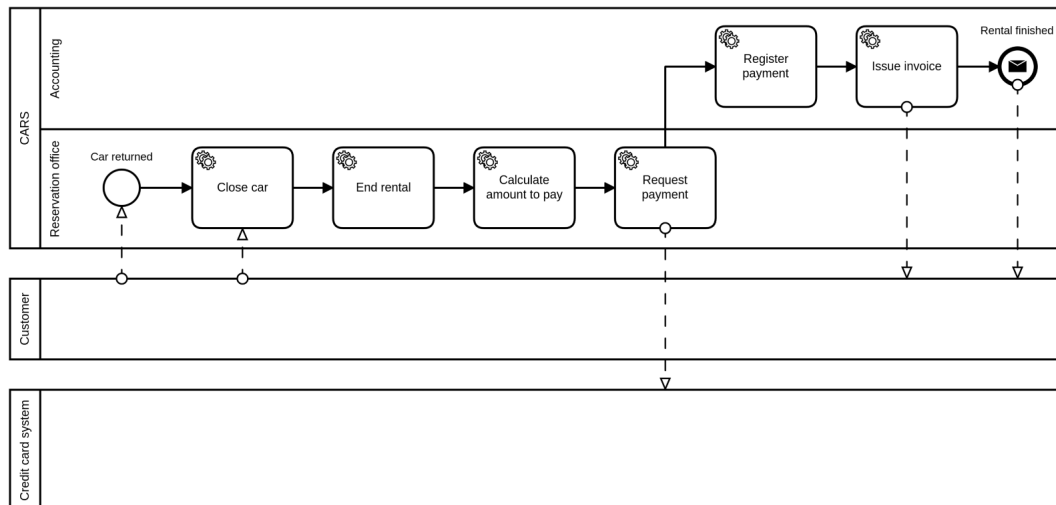 CARS
Accounting
Register
payment
Issue invoice
Rental finished
Reservation office
Car returned
Close car
End rental
Calculate
amount to pay
Request
payment
Customer
Credit card system